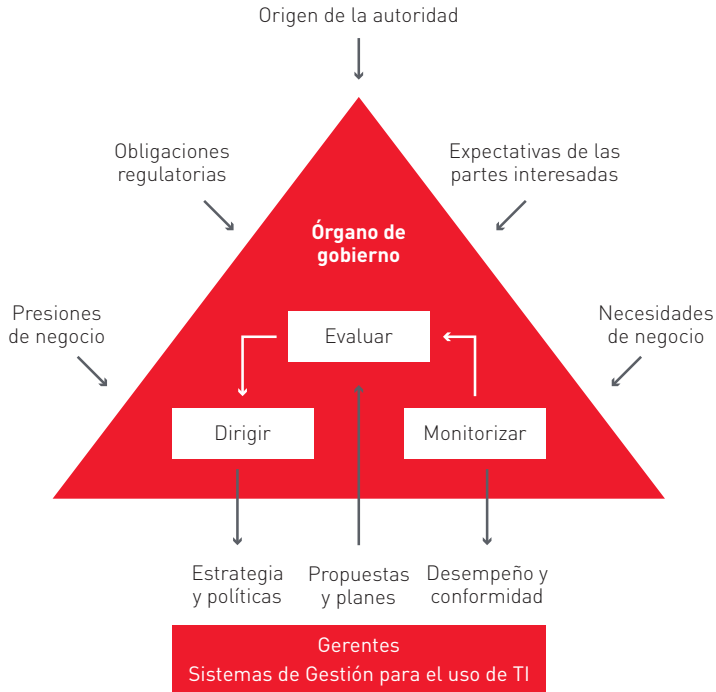 Origen de la autoridad
Obligaciones
regulatorias
Expectativas de las
partes interesadas
Órgano de
gobierno
Presiones
de negocio
Necesidades
de negocio
Evaluar
Dirigir
Monitorizar
Estrategia
y políticas
Propuestas
y planes
Desempeño y
conformidad
Gerentes
Sistemas de Gestión para el uso de TI